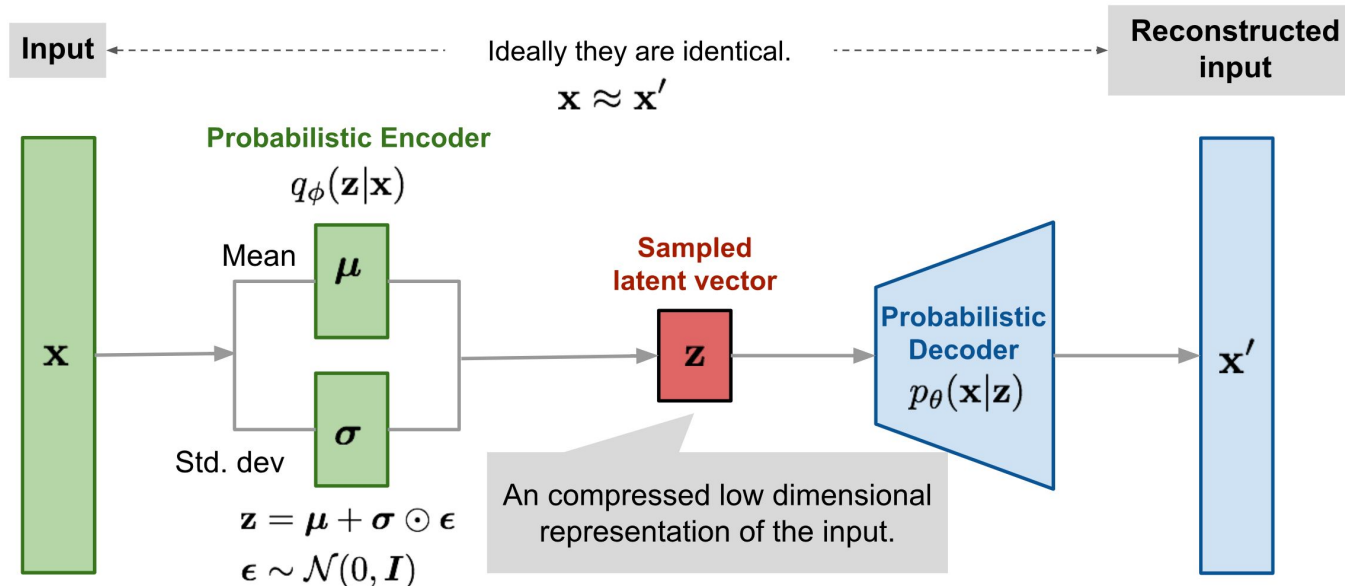 Input
Ideally they are identical.
x ≈ x′
Reconstructed
input
Probabilistic Encoder
qϕ(z|x)
Mean
μ
x
σ
Std. dev
z = μ + σ ⊙ ϵ
ϵ ∼ 𝒩(0, I)
Sampled
latent vector
z
An compressed low dimensional
representation of the input.
Probabilistic
Decoder
pθ(x|z)
x′